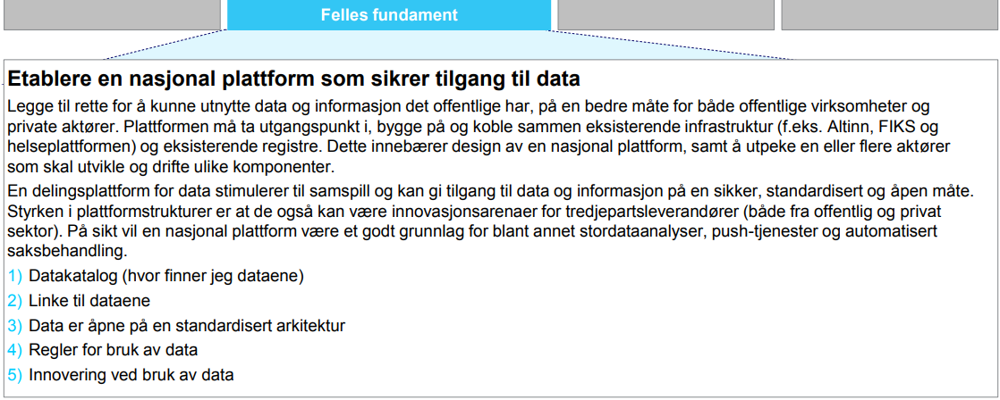 Felles fundament
Etablere en nasjonal plattform som sikrer tilgang til data
Legge til rette for å kunne utnytte data og informasjon det offentlige har, på en bedre måte for både offentlige virksomheter og
private aktører. Plattformen må ta utgangspunkt i, bygge på og koble sammen eksisterende infrastruktur (f.eks. Altinn, FIKS og
helseplattformen) og eksisterende registre. Dette innebærer design av en nasjonal plattform, samt å utpeke en eller flere aktører
som skal utvikle og drifte ulike komponenter.
En delingsplattform for data stimulerer til samspill og kan gi tilgang til data og informasjon på en sikker, standardisert og åpen måte.
Styrken i plattformstrukturer er at de også kan være innovasjonsarenaer for tredjepartsleverandører (både fra offentlig og privat
sektor). På sikt vil en nasjonal plattform være et godt grunnlag for blant annet stordataanalyser, push-tjenester og automatisert
saksbehandling.
1) Datakatalog (hvor finner jeg dataene)
2) Linke til dataene
3) Data er åpne på en standardisert arkitektur
4) Regler for bruk av data
5) Innovering ved bruk av data